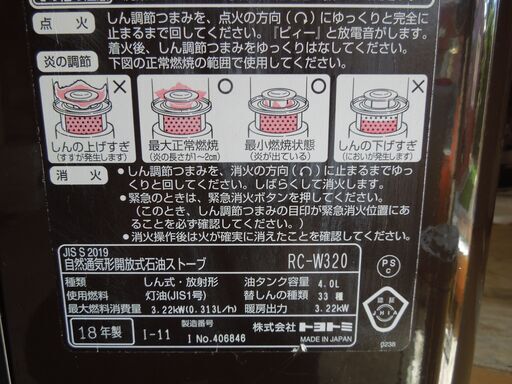 点 火
しん調節つまみを、点火の方向(↷)にゆっくりと完全に
止まるまで回してください。『ピィー』と放電音がします。
着火後、しん調節つまみをゆっくりはなしてください。
炎の調節
下図の正常燃焼の範囲で使用してください。
しんの上げすぎ
(すすが発生します)
最大正常燃焼
(炎の長さが1〜2cm)
最小燃焼状態
(炎が出ている)
しんの下げすぎ
(においが発生します)
消 火
●しん調節つまみを、消火の方向(↶)に止まるまでゆっ
くりと回してください。しばらくして消火します。
●緊急のときは、緊急消火ボタンを押してください。
(このとき、しん調節つまみの目印が緊急消火位置にあ
ることを必ず確認してください。)
●消火操作後は火が確実に消えたことを確認してください。
JIS S 2019
自然通気形開放式石油ストーブ RC-W320
種類 しん式・放射形 油タンク容量 4.0L
使用燃料 灯油(JIS1号) 替しんの種類 33 種
最大燃料消費量 3.22kW(0.313L/h) 暖房出力 3.22kW
18年製 I-11 製造番号 I No.406846
株式会社 トヨトミ
MADE IN JAPAN
PS
C
JHIA
0238